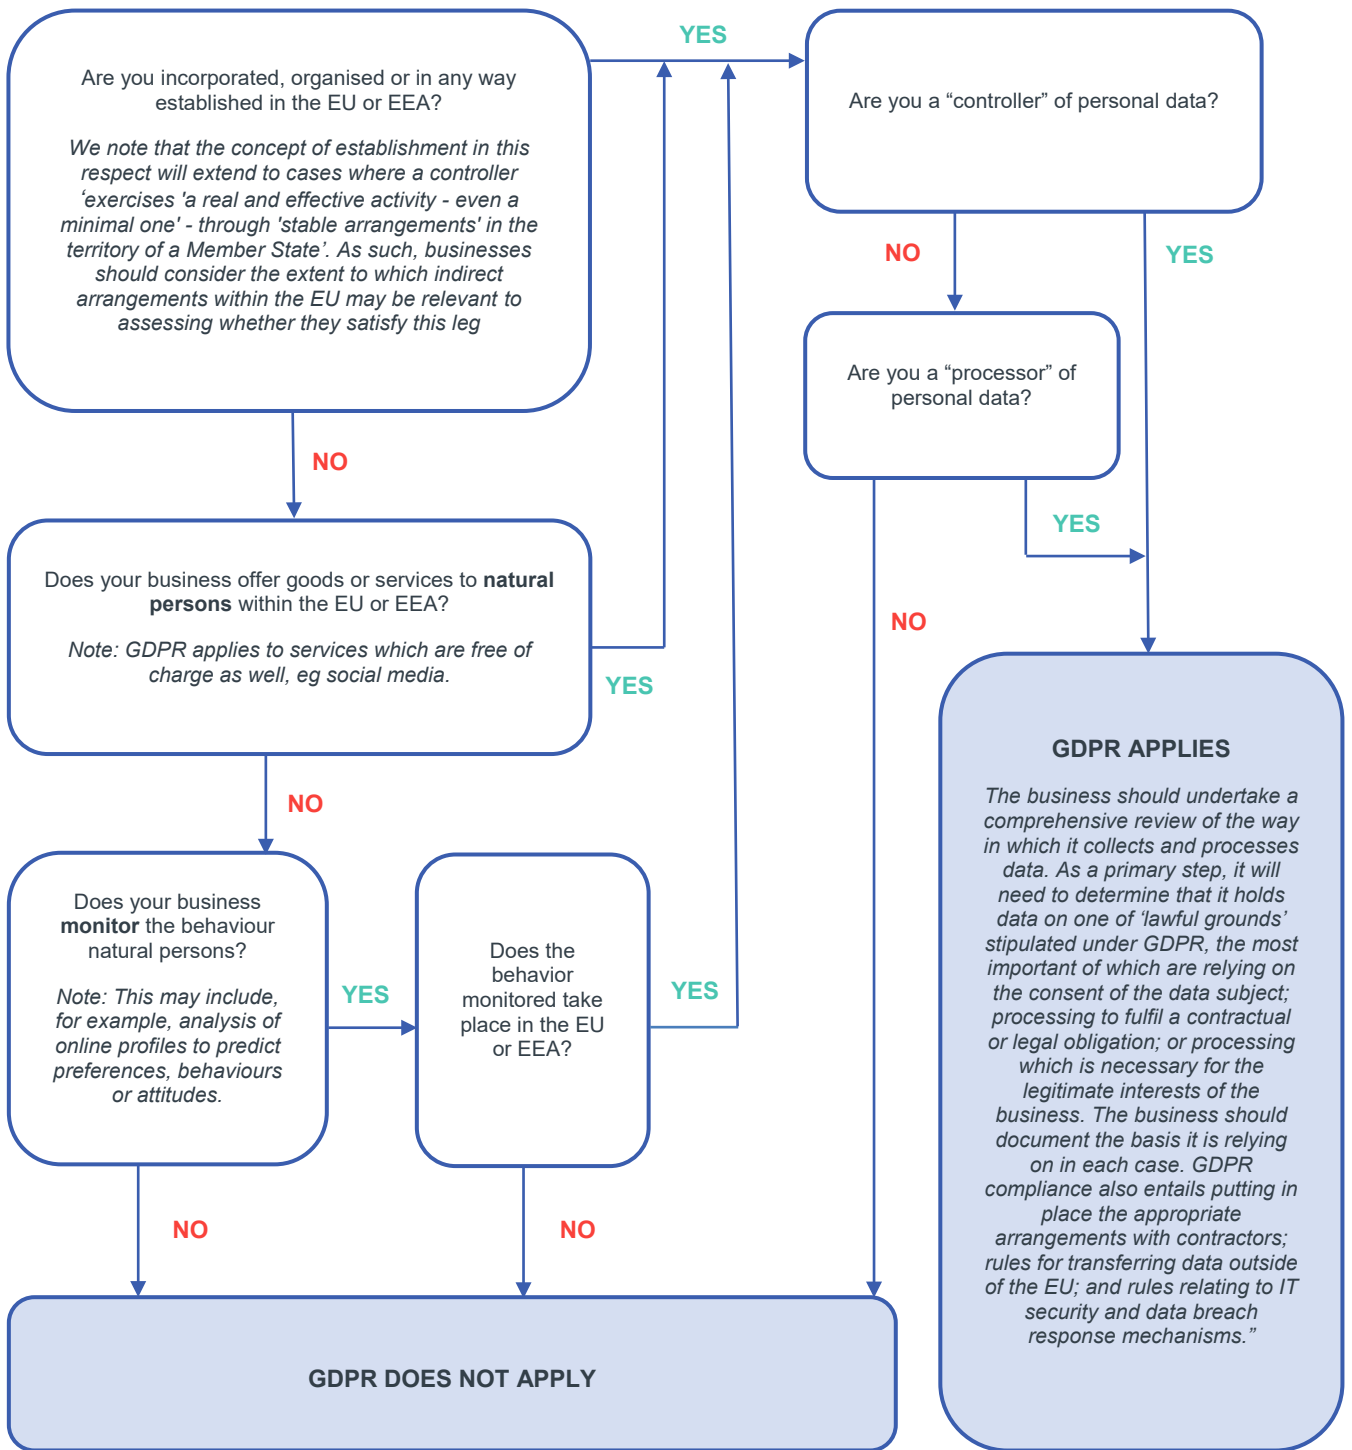 Are you incorporated, organised or in any way
established in the EU or EEA?
We note that the concept of establishment in this
respect will extend to cases where a controller
‘exercises 'a real and effective activity - even a
minimal one' - through 'stable arrangements' in the
territory of a Member State’. As such, businesses
should consider the extent to which indirect
arrangements within the EU may be relevant to
assessing whether they satisfy this leg
YES
Are you a “controller” of personal data?
NO
YES
Are you a “processor” of
personal data?
YES
NO
NO
Does your business offer goods or services to natural
persons within the EU or EEA?
Note: GDPR applies to services which are free of
charge as well, eg social media.
YES
NO
Does your business
monitor the behaviour
natural persons?
Note: This may include,
for example, analysis of
online profiles to predict
preferences, behaviours
or attitudes.
YES
Does the
behavior
monitored take
place in the EU
or EEA?
YES
NO
NO
GDPR DOES NOT APPLY
GDPR APPLIES
The business should undertake a
comprehensive review of the way
in which it collects and processes
data. As a primary step, it will
need to determine that it holds
data on one of ‘lawful grounds’
stipulated under GDPR, the most
important of which are relying on
the consent of the data subject;
processing to fulfil a contractual
or legal obligation; or processing
which is necessary for the
legitimate interests of the
business. The business should
document the basis it is relying
on in each case. GDPR
compliance also entails putting in
place the appropriate
arrangements with contractors;
rules for transferring data outside
of the EU; and rules relating to IT
security and data breach
response mechanisms.”